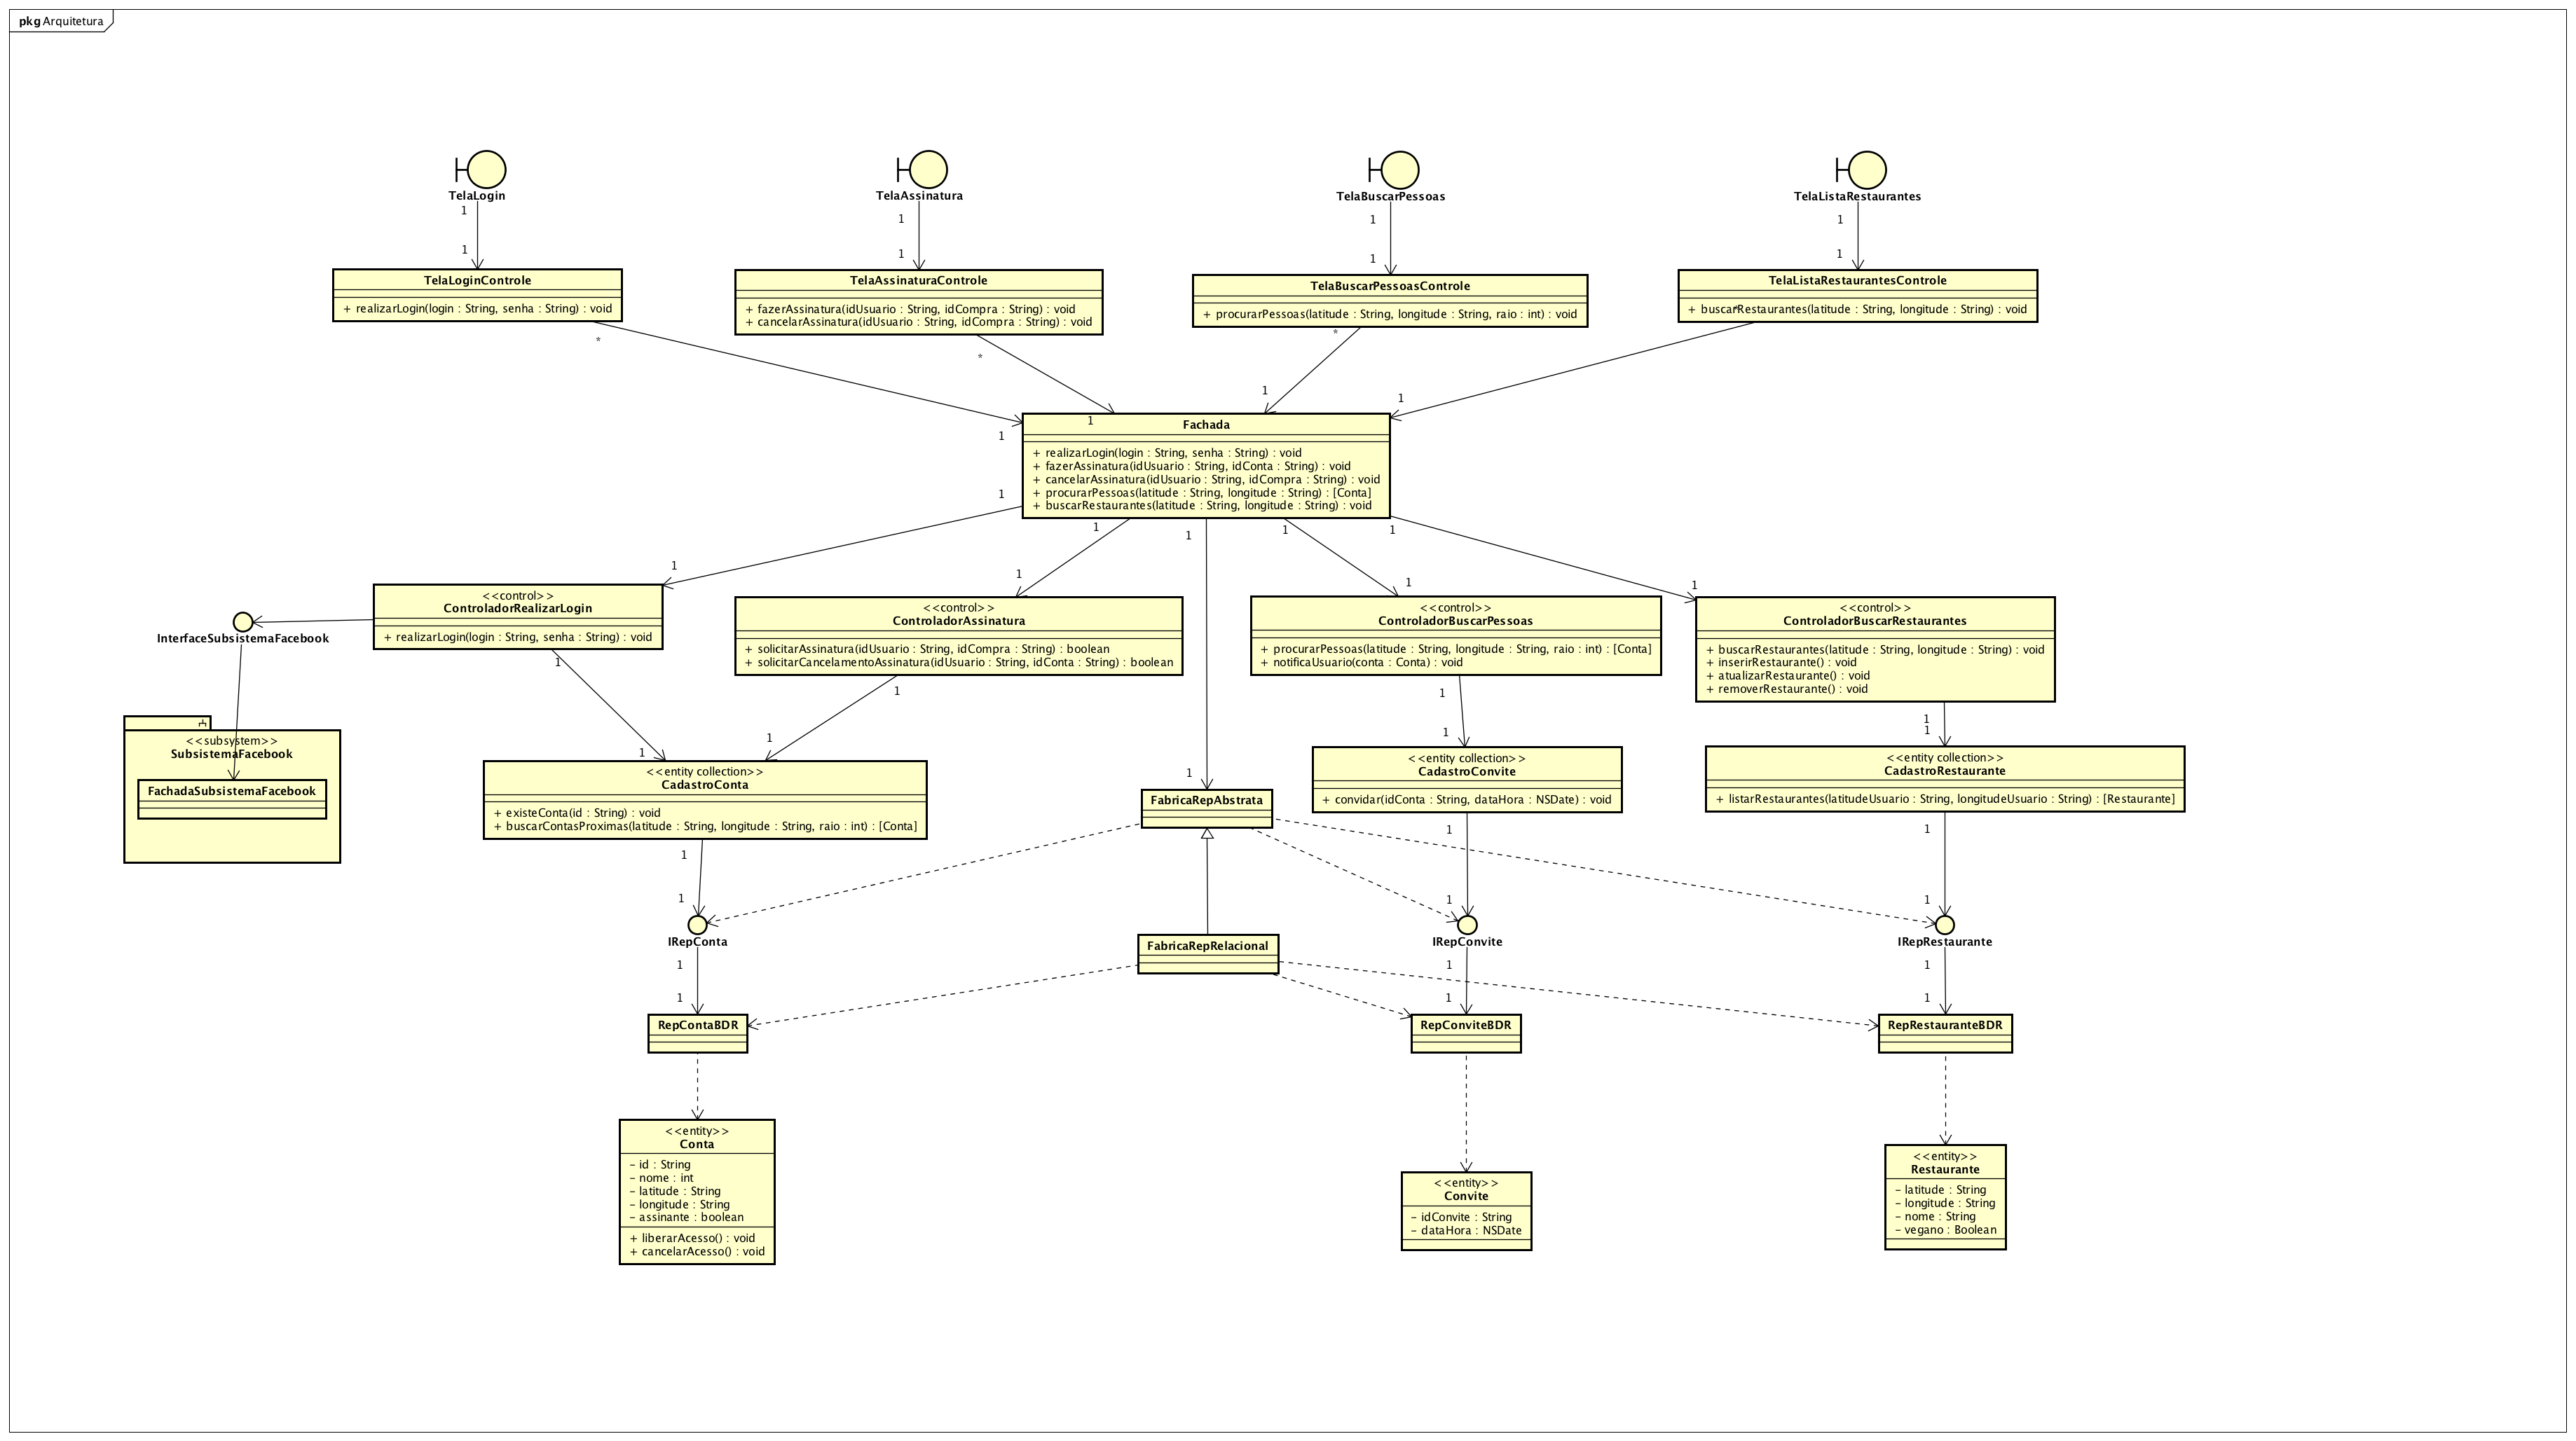 pkg Arquitetura
TelaLogin
TelaAssinatura
TelaBuscarPessoas
TelaListaRestaurantes
1
1
1
1
1
1
1
1
TelaLoginControle
+ realizarLogin(login : String, senha : String) : void
TelaAssinaturaControle
+ fazerAssinatura(idUsuario : String, idCompra : String) : void
+ cancelarAssinatura(idUsuario : String, idCompra : String) : void
TelaBuscarPessoasControle
+ procurarPessoas(latitude : String, longitude : String, raio : int) : void
TelaListaRestaurantesControle
+ buscarRestaurantes(latitude : String, longitude : String) : void
*
*
*
1
1
1
1
Fachada
+ realizarLogin(login : String, senha : String) : void
+ fazerAssinatura(idUsuario : String, idConta : String) : void
+ cancelarAssinatura(idUsuario : String, idCompra : String) : void
+ procurarPessoas(latitude : String, longitude : String) : [Conta]
+ buscarRestaurantes(latitude : String, longitude : String) : void
1
1
1
1
1
1
1
1
1
InterfaceSubsistemaFacebook
<<control>>
ControladorRealizarLogin
+ realizarLogin(login : String, senha : String) : void
<<control>>
ControladorAssinatura
+ solicitarAssinatura(idUsuario : String, idCompra : String) : boolean
+ solicitarCancelamentoAssinatura(idUsuario : String, idConta : String) : boolean
<<control>>
ControladorBuscarPessoas
+ procurarPessoas(latitude : String, longitude : String, raio : int) : [Conta]
+ notificaUsuario(conta : Conta) : void
<<control>>
ControladorBuscarRestaurantes
+ buscarRestaurantes(latitude : String, longitude : String) : void
+ inserirRestaurante() : void
+ atualizarRestaurante() : void
+ removerRestaurante() : void
1
1
1
1
1
1
1
1
1
<<subsystem>>
SubsistemaFacebook
FachadaSubsistemaFacebook
<<entity collection>>
CadastroConta
+ existeConta(id : String) : void
+ buscarContasProximas(latitude : String, longitude : String, raio : int) : [Conta]
FabricaRepAbstrata
<<entity collection>>
CadastroConvite
+ convidar(idConta : String, dataHora : NSDate) : void
<<entity collection>>
CadastroRestaurante
+ listarRestaurantes(latitudeUsuario : String, longitudeUsuario : String) : [Restaurante]
1
1
1
1
1
1
IRepConta
FabricaRepRelacional
IRepConvite
IRepRestaurante
1
1
1
1
1
1
RepContaBDR
RepConviteBDR
RepRestauranteBDR
<<entity>>
Conta
- id : String
- nome : int
- latitude : String
- longitude : String
- assinante : boolean
+ liberarAcesso() : void
+ cancelarAcesso() : void
<<entity>>
Convite
- idConvite : String
- dataHora : NSDate
<<entity>>
Restaurante
- latitude : String
- longitude : String
- nome : String
- vegano : Boolean